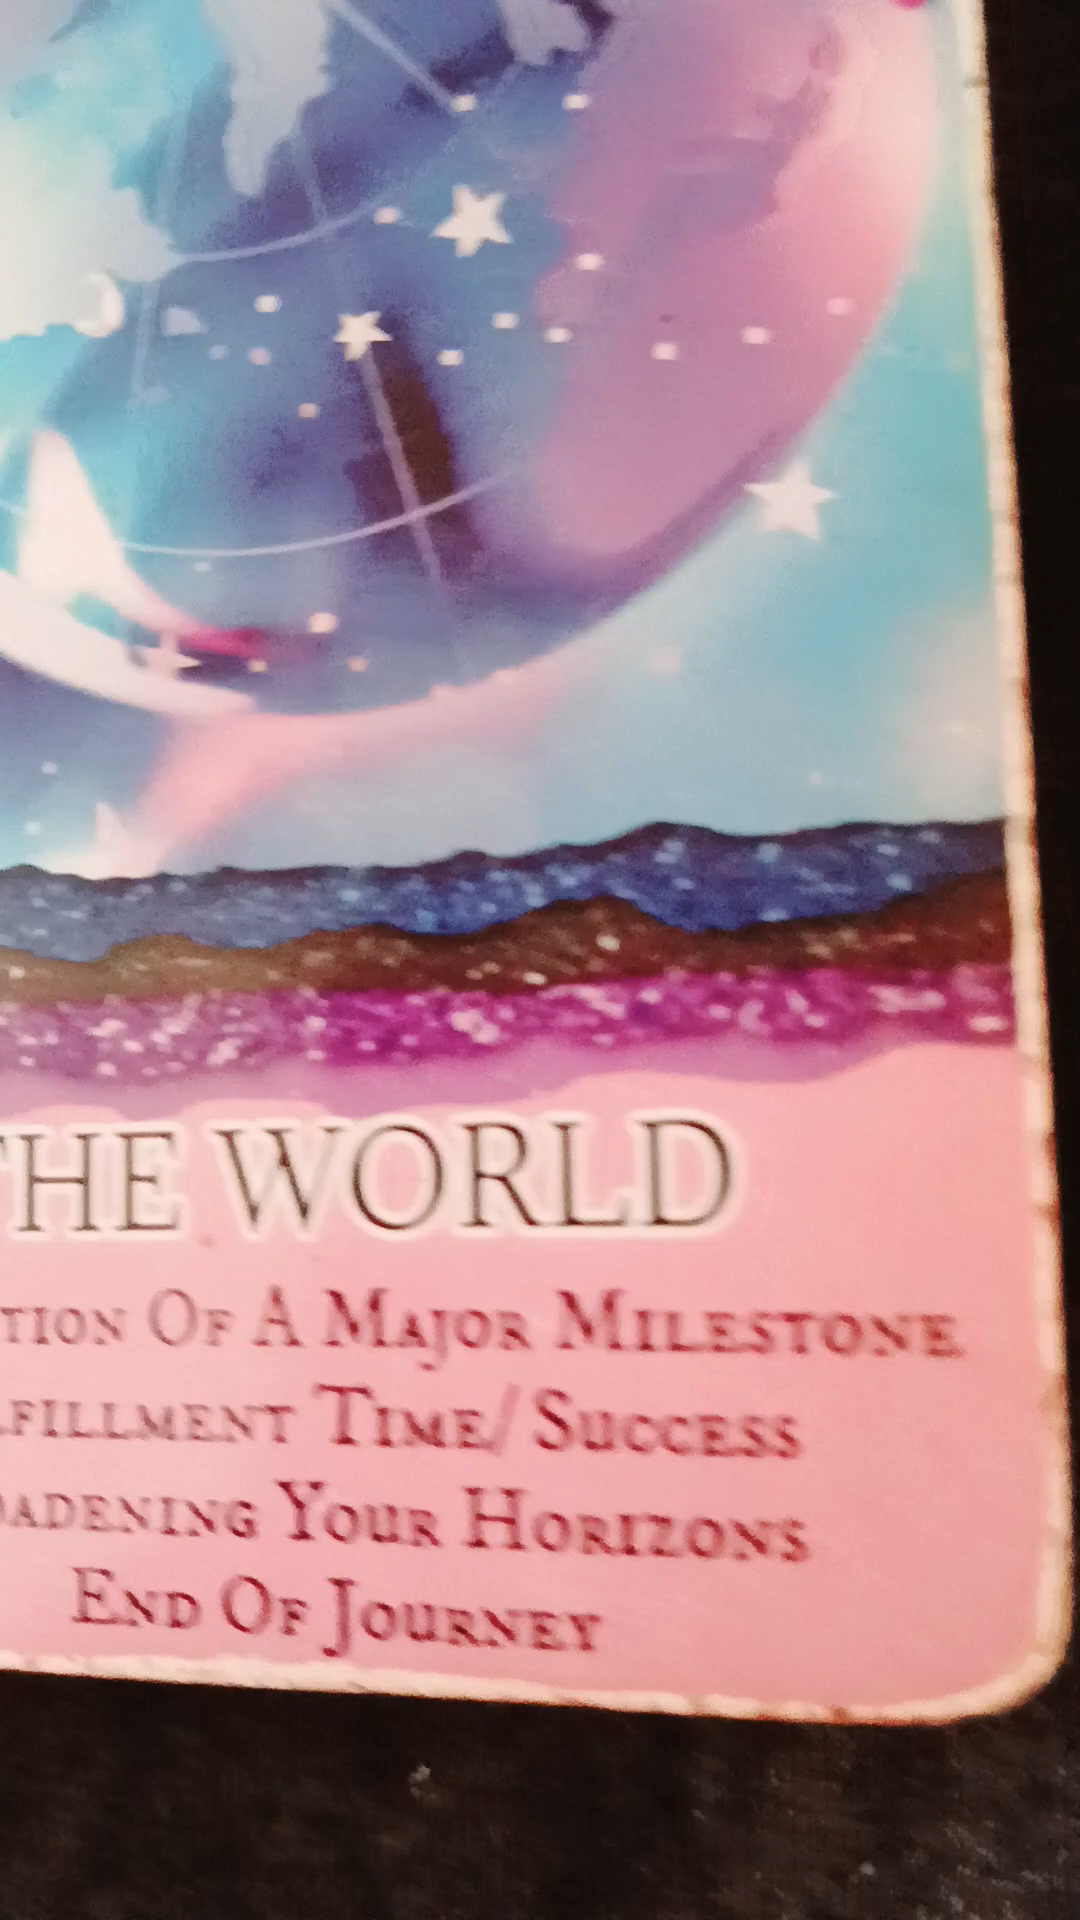 THE WORLD
TION OF A MAJOR MILESTONE
LFILLMENT TIME/ SUCCESS
OADENING YOUR HORIZONS
END OF JOURNEY